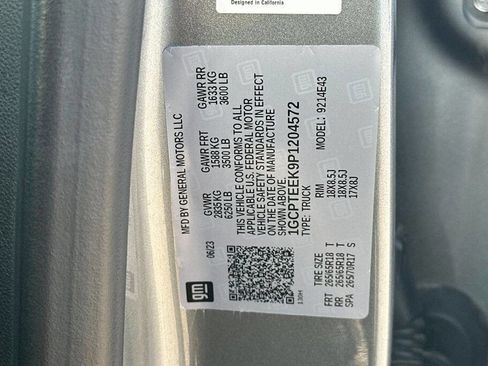 Designed in California
MFD BY GENERAL MOTORS LLC
GVWR GAWR FRT GAWR RR
2835 KG 1588 KG 1633 KG
6250 LB 3500 LB 3600 LB
THIS VEHICLE CONFORMS TO ALL
APPLICABLE U.S. FEDERAL MOTOR
VEHICLE SAFETY STANDARDS IN EFFECT
ON THE DATE OF MANUFACTURE
06/23
1GCPTEEK9P1204572
TYPE: TRUCK MODEL: 9214E43
gm
TIRE SIZE RIM
FRT 265/65R18 T 18X8.5J
RR 265/65R18 T 18X8.5J
SPA 265/70R17 S 17X8J
130H